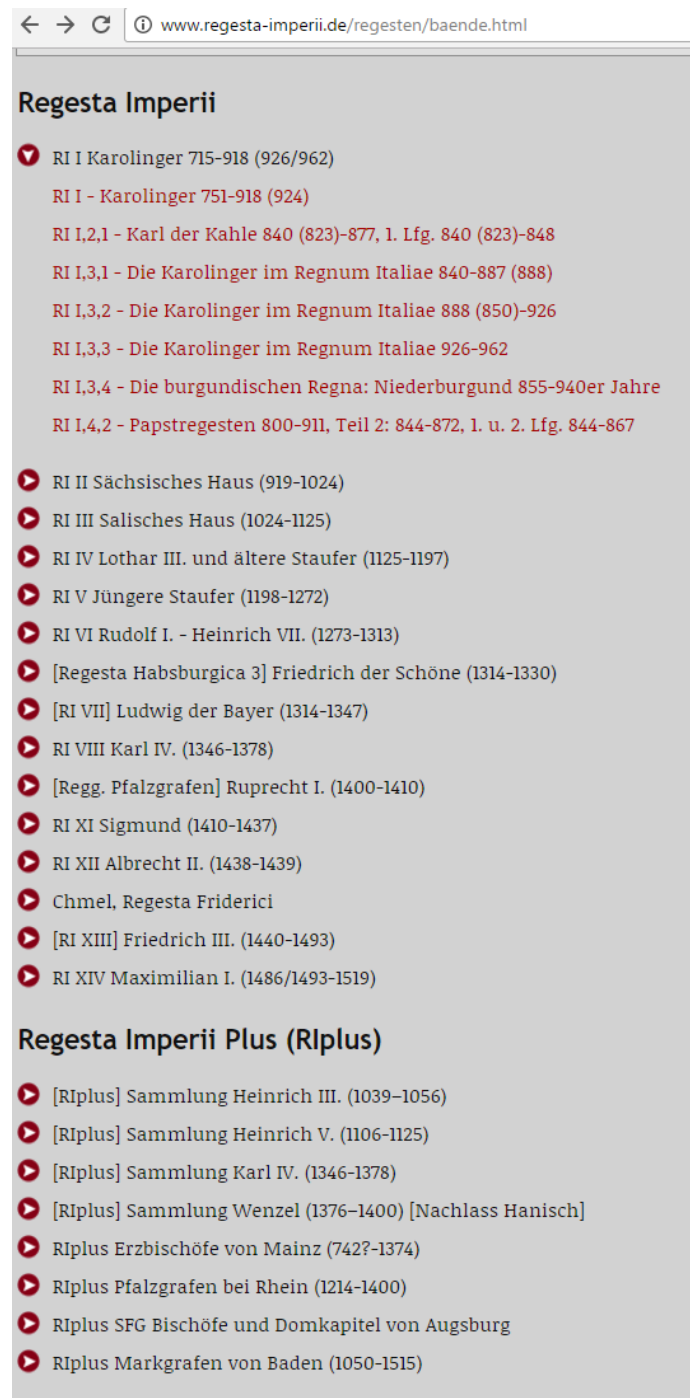 www.regesta-imperii.de/regesten/baende.html
Regesta Imperii
RI I Karolinger 715-918 (926/962)
RI I - Karolinger 751-918 (924)
RI I,2,1 - Karl der Kahle 840 (823)-877, 1. Lfg. 840 (823)-848
RI I,3,1 - Die Karolinger im Regnum Italiae 840-887 (888)
RI I,3,2 - Die Karolinger im Regnum Italiae 888 (850)-926
RI I,3,3 - Die Karolinger im Regnum Italiae 926-962
RI I,3,4 - Die burgundischen Regna: Niederburgund 855-940er Jahre
RI I,4,2 - Papstregesten 800-911, Teil 2: 844-872, 1. u. 2. Lfg. 844-867
RI II Sächsisches Haus (919-1024)
RI III Salisches Haus (1024-1125)
RI IV Lothar III. und ältere Staufer (1125-1197)
RI V Jüngere Staufer (1198-1272)
RI VI Rudolf I. - Heinrich VII. (1273-1313)
[Regesta Habsburgica 3] Friedrich der Schöne (1314-1330)
[RI VII] Ludwig der Bayer (1314-1347)
RI VIII Karl IV. (1346-1378)
[Regg. Pfalzgrafen] Ruprecht I. (1400-1410)
RI XI Sigmund (1410-1437)
RI XII Albrecht II. (1438-1439)
Chmel, Regesta Friderici
[RI XIII] Friedrich III. (1440-1493)
RI XIV Maximilian I. (1486/1493-1519)
Regesta Imperii Plus (RIplus)
[RIplus] Sammlung Heinrich III. (1039–1056)
[RIplus] Sammlung Heinrich V. (1106-1125)
[RIplus] Sammlung Karl IV. (1346-1378)
[RIplus] Sammlung Wenzel (1376–1400) [Nachlass Hanisch]
RIplus Erzbischöfe von Mainz (742?-1374)
RIplus Pfalzgrafen bei Rhein (1214-1400)
RIplus SFG Bischöfe und Domkapitel von Augsburg
RIplus Markgrafen von Baden (1050-1515)